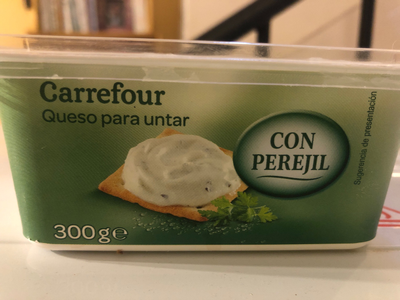 Carrefour
Queso para untar
CON
PEREJIL
Sugerencia de presentación
300g℮